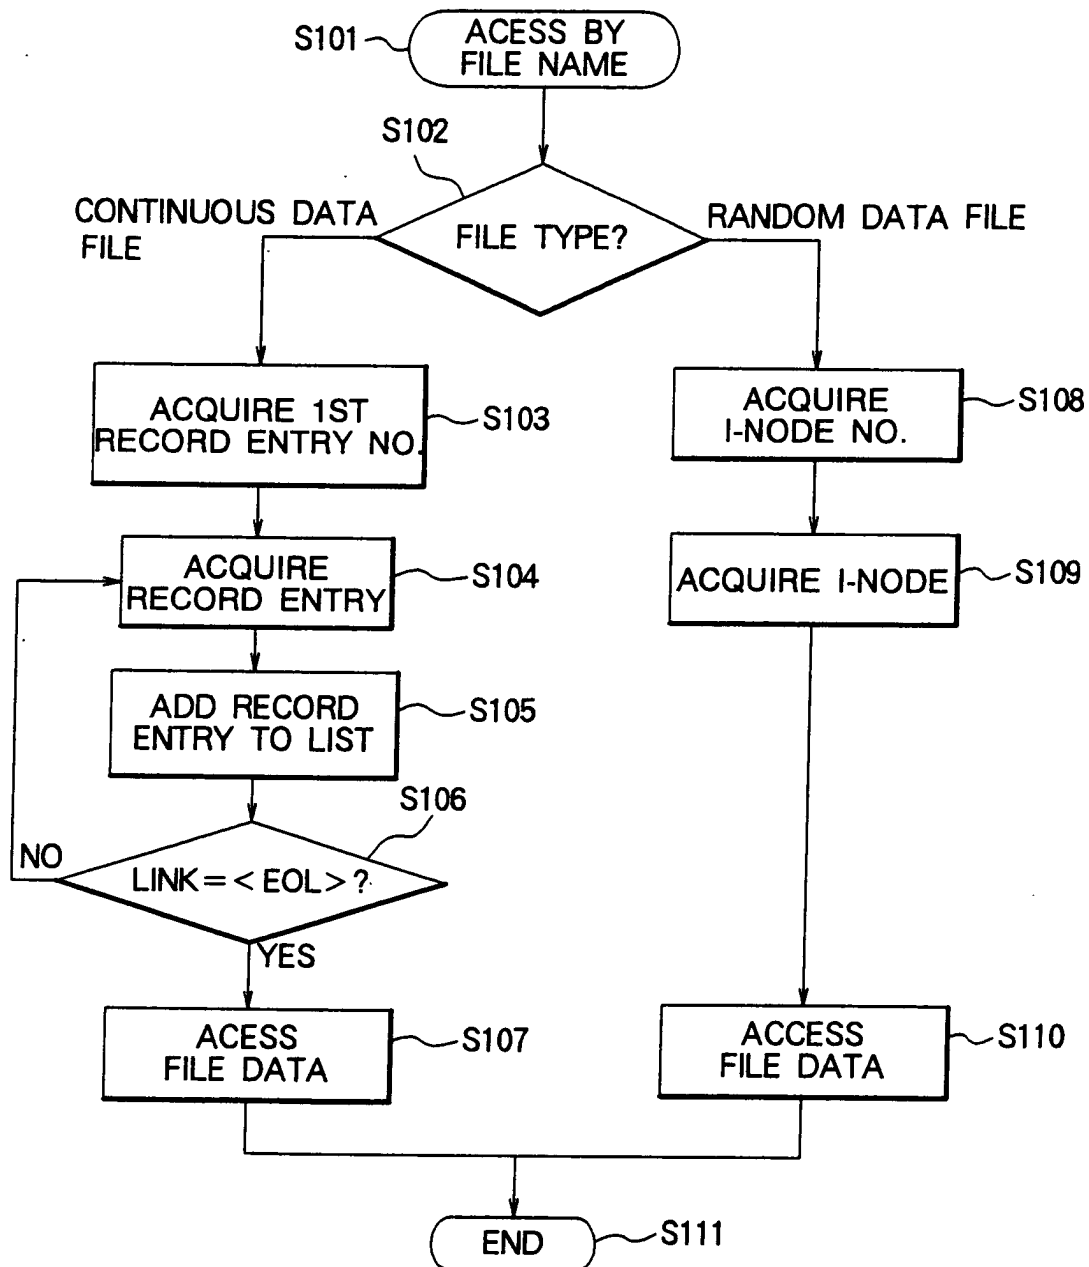 S101
ACESS BY
FILE NAME
S102
FILE TYPE?
CONTINUOUS DATA
FILE
RANDOM DATA FILE
ACQUIRE 1ST
RECORD ENTRY NO.
S103
ACQUIRE
RECORD ENTRY
S104
ADD RECORD
ENTRY TO LIST
S105
S106
LINK=<EOL>?
NO
YES
ACESS
FILE DATA
S107
ACQUIRE
I-NODE NO.
S108
ACQUIRE I-NODE
S109
ACCESS
FILE DATA
S110
END
S111